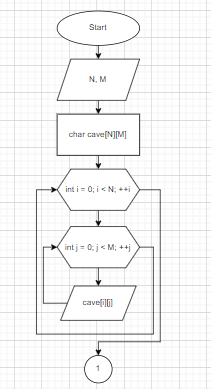 Start
N, M
char cave[N][M]
int i = 0; i < N; ++i
int j = 0; j < M; ++j
cave[i][j]
1